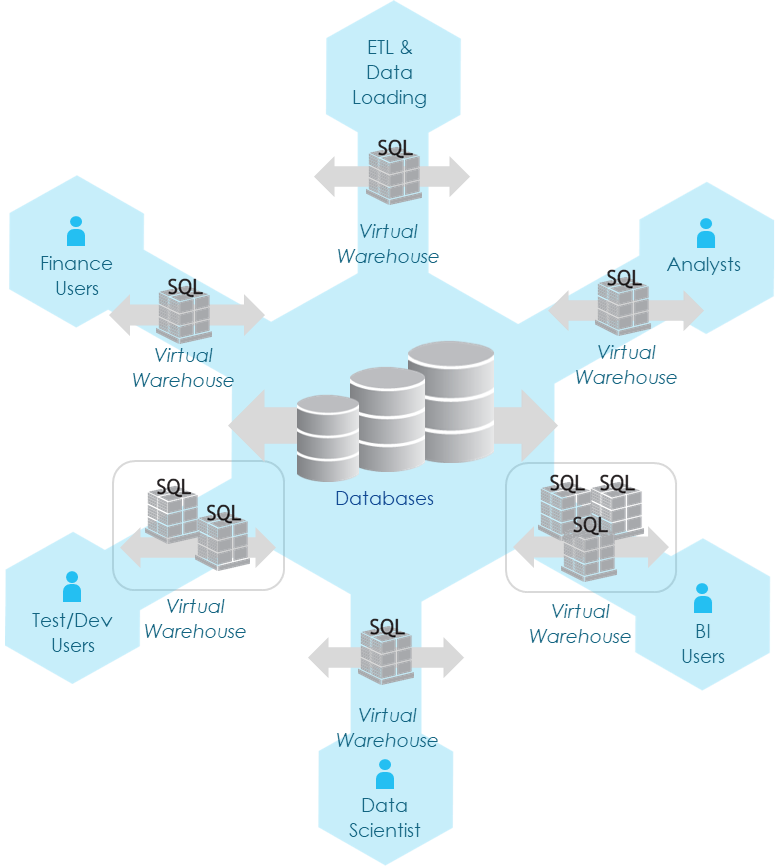 ETL &
Data
Loading
SQL
Virtual
Warehouse
Finance
Users
SQL
Virtual
Warehouse
Analysts
SQL
Virtual
Warehouse
Databases
SQL
SQL
Virtual
Warehouse
Test/Dev
Users
SQL
SQL
SQL
Virtual
Warehouse
BI
Users
SQL
Virtual
Warehouse
Data
Scientist